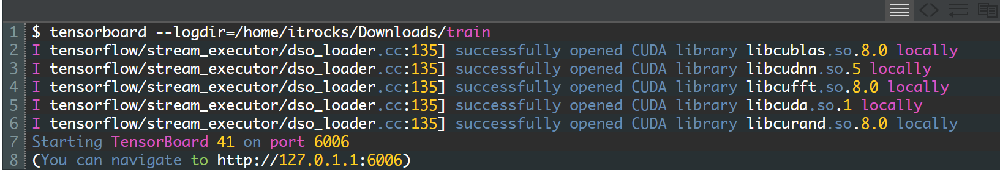 1 $ tensorboard --logdir=/home/itrocks/Downloads/train
2 I tensorflow/stream_executor/dso_loader.cc:135] successfully opened CUDA library libcublas.so.8.0 locally
3 I tensorflow/stream_executor/dso_loader.cc:135] successfully opened CUDA library libcudnn.so.5 locally
4 I tensorflow/stream_executor/dso_loader.cc:135] successfully opened CUDA library libcufft.so.8.0 locally
5 I tensorflow/stream_executor/dso_loader.cc:135] successfully opened CUDA library libcuda.so.1 locally
6 I tensorflow/stream_executor/dso_loader.cc:135] successfully opened CUDA library libcurand.so.8.0 locally
7 Starting TensorBoard 41 on port 6006
8 (You can navigate to http://127.0.1.1:6006)